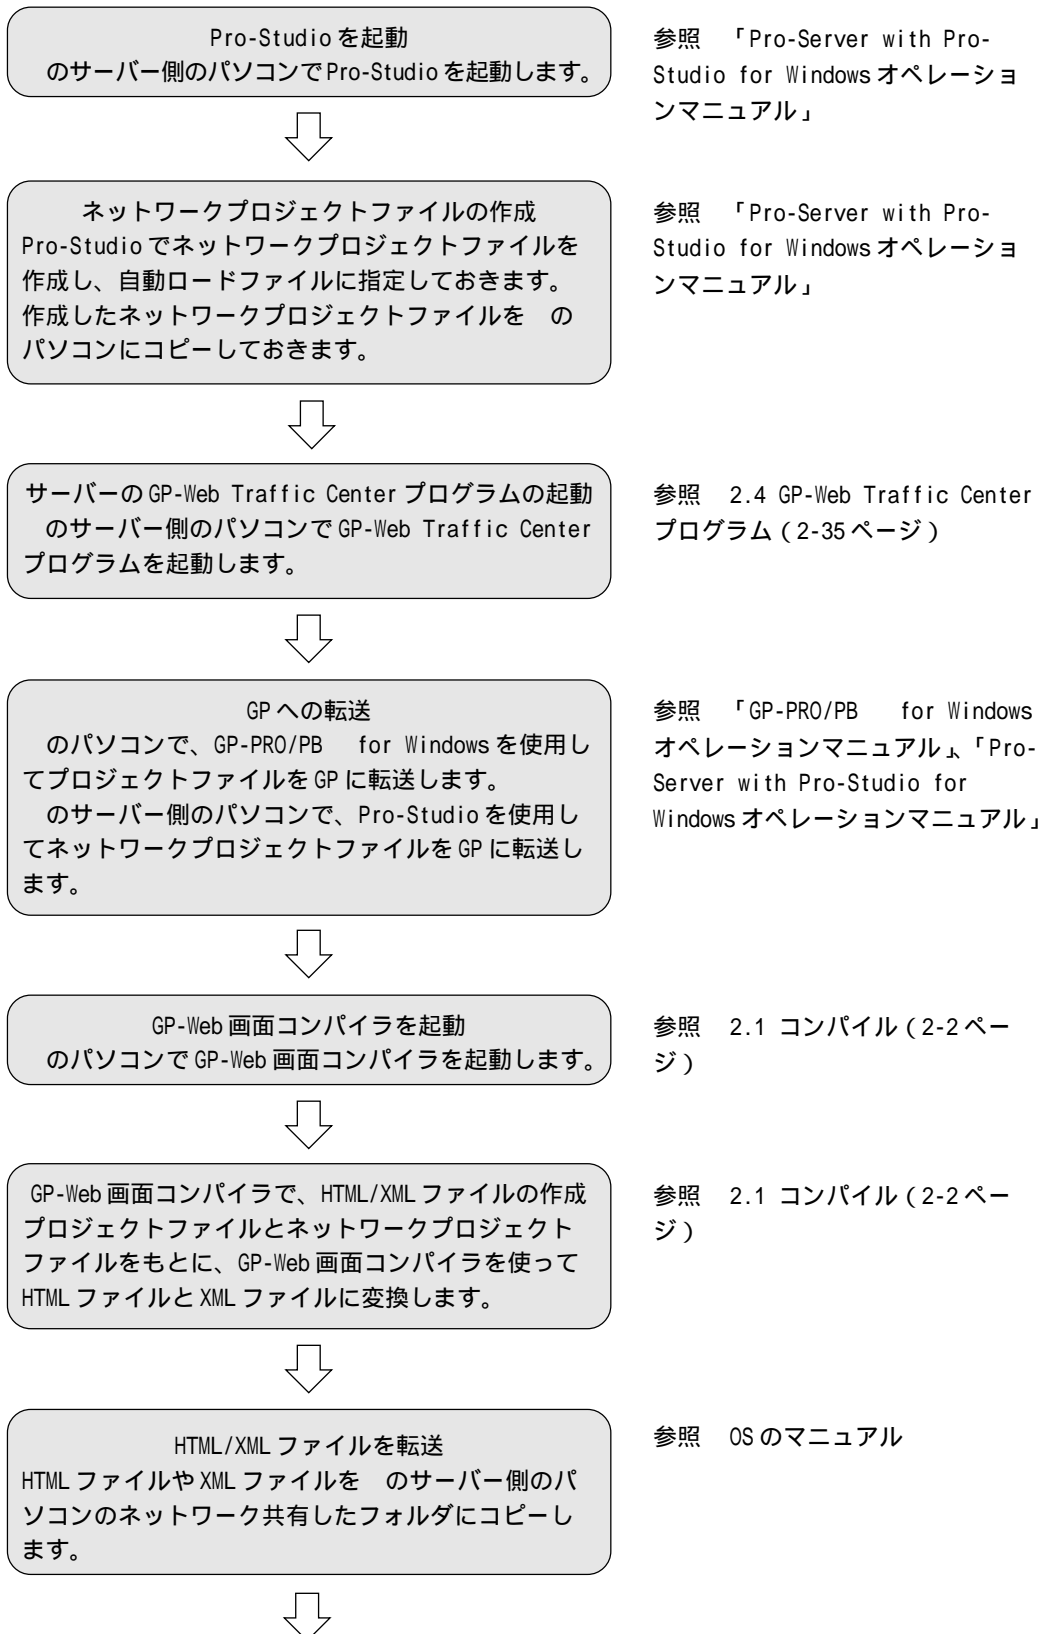 Pro-Studioを起動
のサーバー側のパソコンでPro-Studioを起動します。
参照　「Pro-Server with Pro-
Studio for Windowsオペレーショ
ンマニュアル」
ネットワークプロジェクトファイルの作成
Pro-Studioでネットワークプロジェクトファイルを
作成し、自動ロードファイルに指定しておきます。
作成したネットワークプロジェクトファイルを　の
パソコンにコピーしておきます。
参照　「Pro-Server with Pro-
Studio for Windowsオペレーショ
ンマニュアル」
サーバーのGP-Web Traffic Centerプログラムの起動
のサーバー側のパソコンでGP-Web Traffic Center
プログラムを起動します。
参照　2.4 GP-Web Traffic Center
プログラム（2-35ページ）
GPへの転送
のパソコンで、GP-PRO/PB　for Windowsを使用し
てプロジェクトファイルをGPに転送します。
のサーバー側のパソコンで、Pro-Studioを使用し
てネットワークプロジェクトファイルをGPに転送し
ます。
参照　「GP-PRO/PB　for Windows
オペレーションマニュアル」、「Pro-
Server with Pro-Studio for
Windowsオペレーションマニュアル」
GP-Web画面コンパイラを起動
のパソコンでGP-Web画面コンパイラを起動します。
参照　2.1 コンパイル（2-2ペー
ジ）
GP-Web画面コンパイラで、HTML/XMLファイルの作成
プロジェクトファイルとネットワークプロジェクト
ファイルをもとに、GP-Web画面コンパイラを使って
HTMLファイルとXMLファイルに変換します。
参照　2.1 コンパイル（2-2ペー
ジ）
HTML/XMLファイルを転送
HTMLファイルやXMLファイルを　のサーバー側のパ
ソコンのネットワーク共有したフォルダにコピーし
ます。
参照　OSのマニュアル